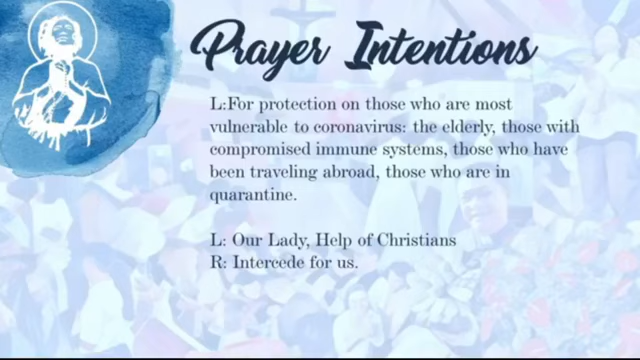 Prayer Intentions
L:For protection on those who are most
vulnerable to coronavirus: the elderly, those with
compromised immune systems, those who have
been traveling abroad, those who are in
quarantine.
L: Our Lady, Help of Christians
R: Intercede for us.